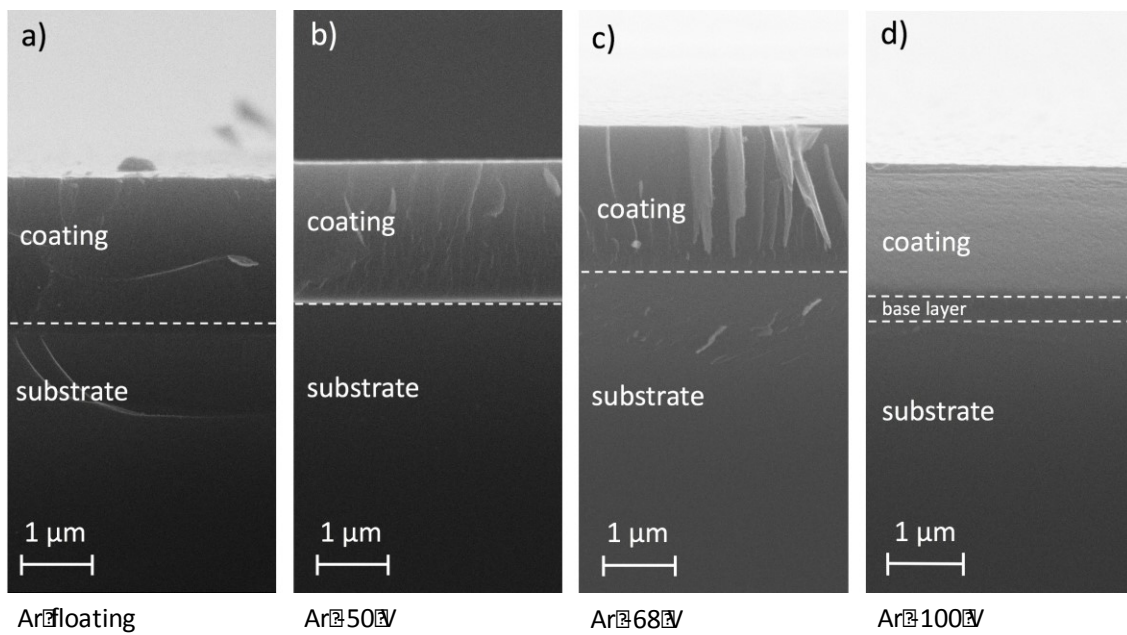 a)
b)
c)
d)
coating
coating
coating
coating
base layer
substrate
substrate
substrate
substrate
1 µm
1 µm
1 µm
1 µm
Ar�floating
Ar�-50�V
Ar�-68�V
Ar�-100�V